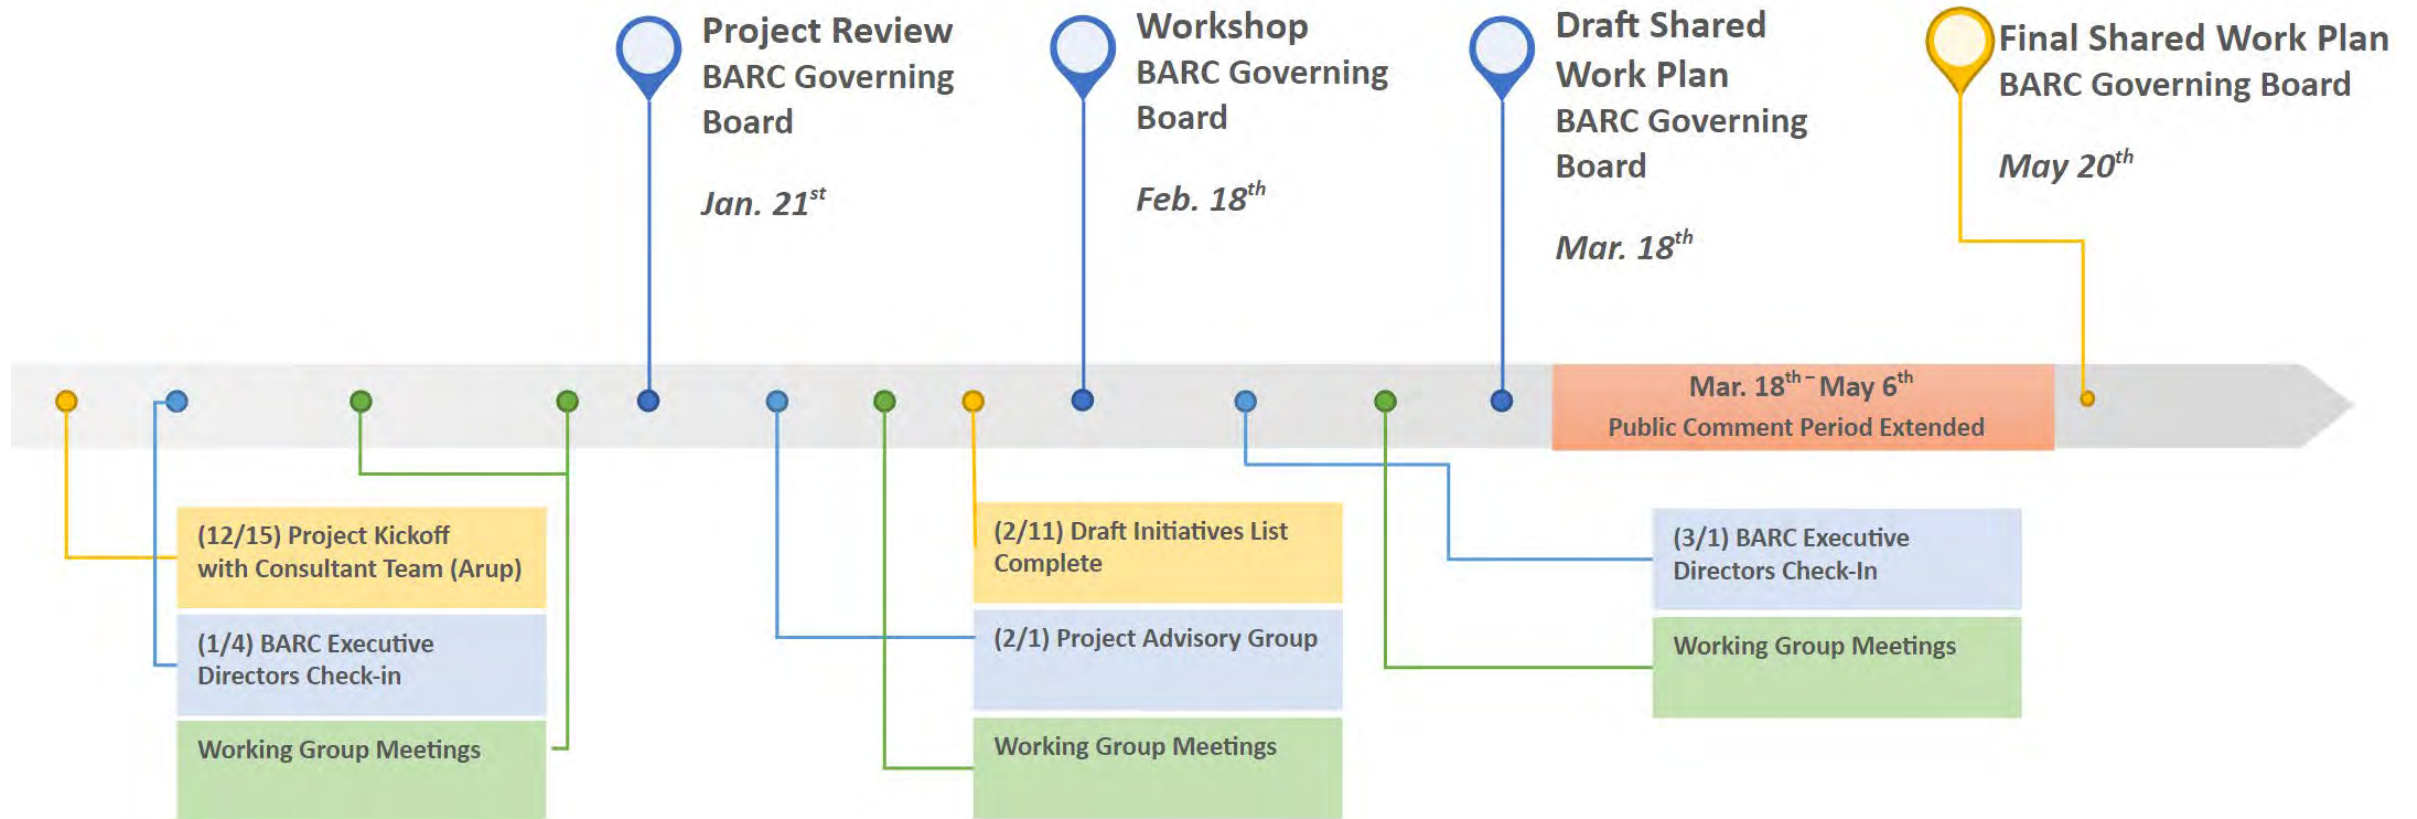 Project Review
BARC Governing
Board
Jan. 21st
Workshop
BARC Governing
Board
Feb. 18th
Draft Shared
Work Plan
BARC Governing
Board
Mar. 18th
Final Shared Work Plan
BARC Governing Board
May 20th
Mar. 18th – May 6th
Public Comment Period Extended
(12/15) Project Kickoff
with Consultant Team (Arup)
(1/4) BARC Executive
Directors Check-in
Working Group Meetings
(2/11) Draft Initiatives List
Complete
(2/1) Project Advisory Group
Working Group Meetings
(3/1) BARC Executive
Directors Check-In
Working Group Meetings